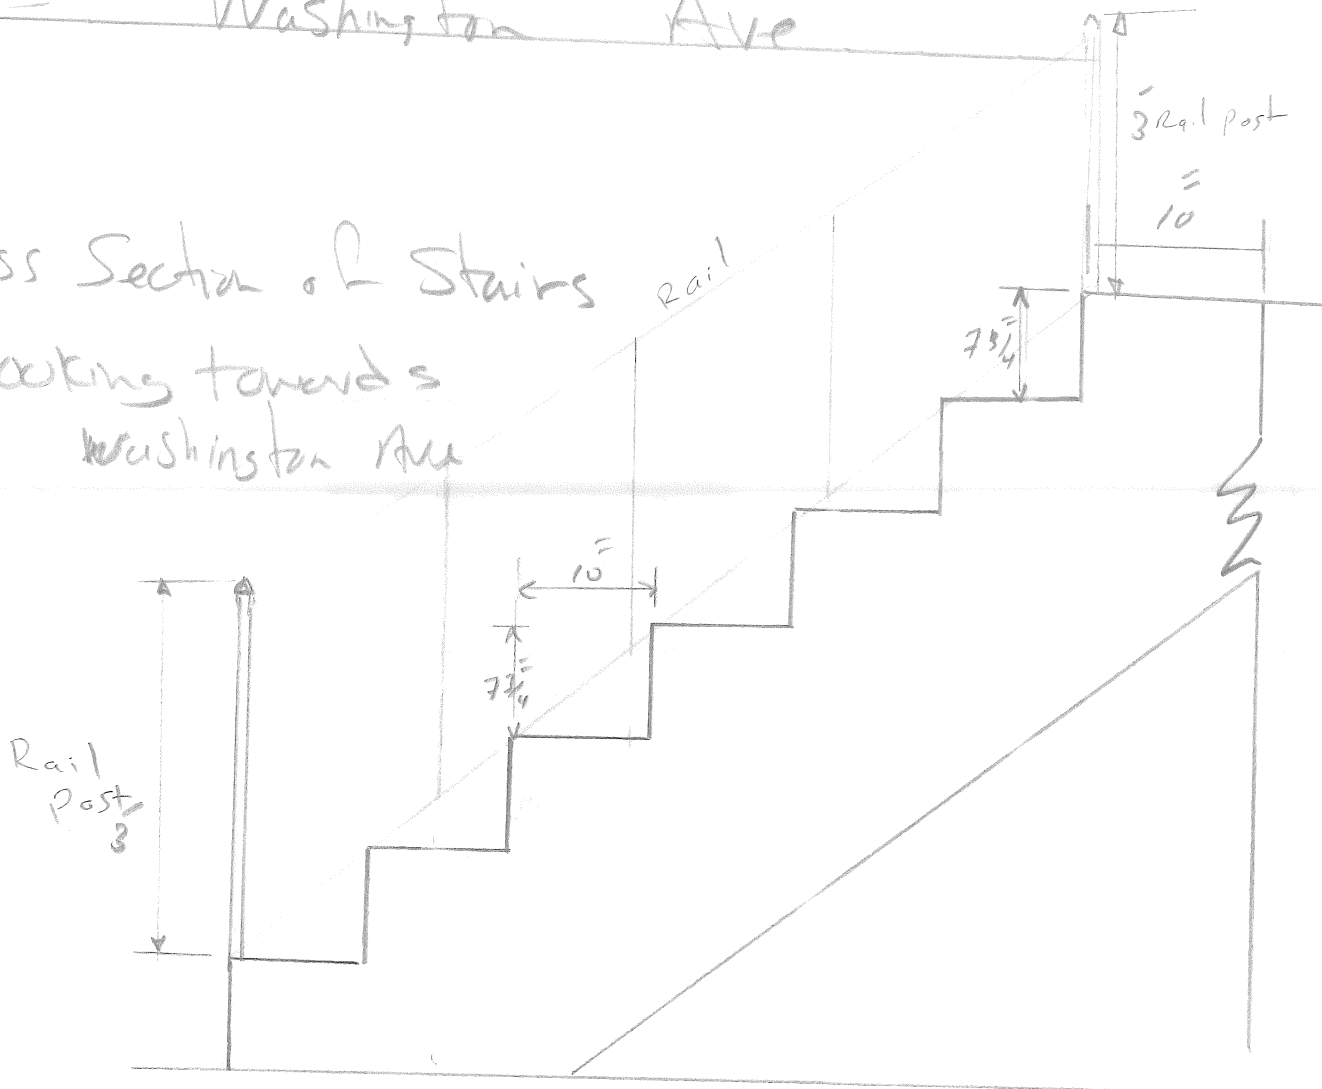 Washington Ave
3' Rail post
10"
ss Section of Stairs
Rail
7 3/4"
ooking towards
Washington Ave
10"
7 3/4"
Rail
Post
3'